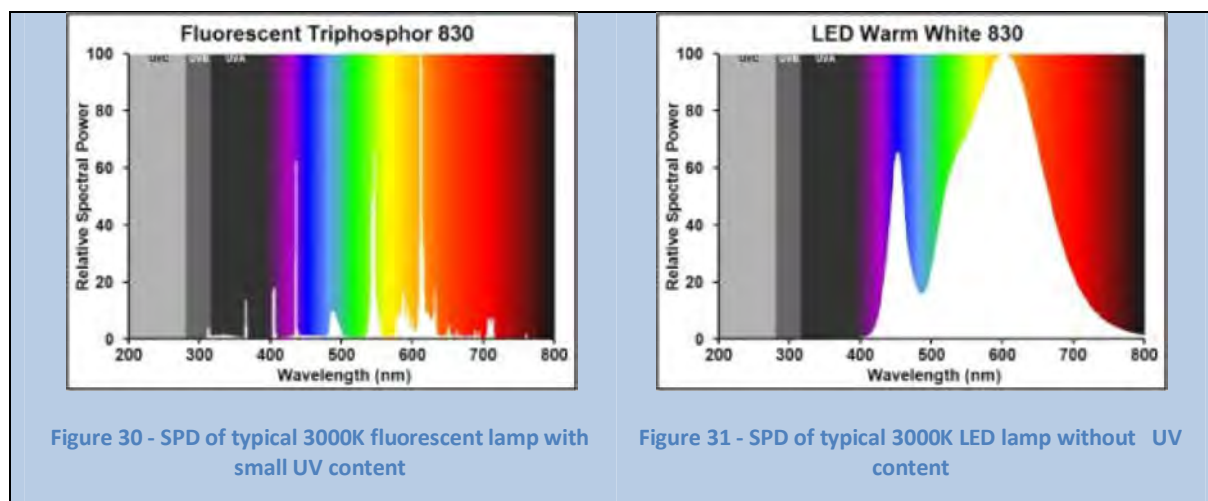 Fluorescent Triphosphor 830
100
80
60
40
20
0
Relative Spectral Power
UVC UVB UVA
200 300 400 500 600 700 800
Wavelength (nm)
Figure 30 - SPD of typical 3000K fluorescent lamp with
small UV content
LED Warm White 830
100
80
60
40
20
0
Relative Spectral Power
UVC UVB UVA
200 300 400 500 600 700 800
Wavelength (nm)
Figure 31 - SPD of typical 3000K LED lamp without UV
content